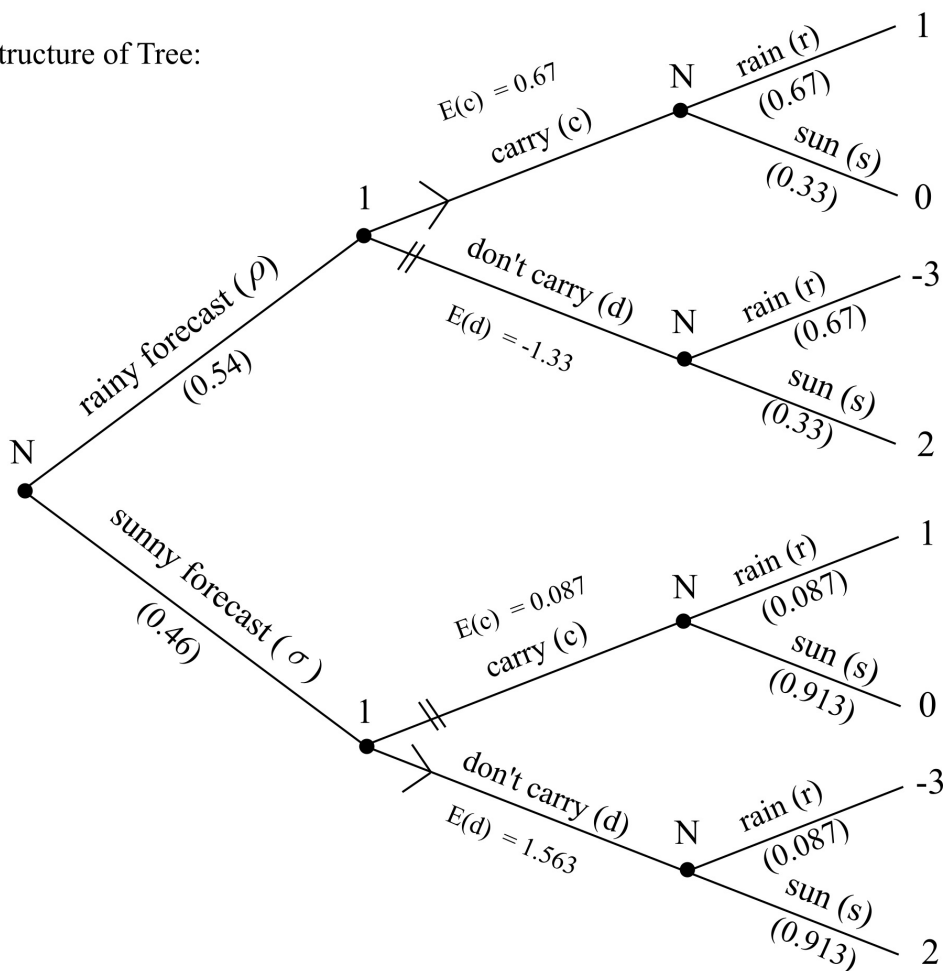 tructure of Tree:
N
rainy forecast (ρ)
(0.54)
sunny forecast (σ)
(0.46)
1
E(c) = 0.67
carry (c)
don't carry (d)
E(d) = -1.33
N
rain (r)
(0.67)
1
sun (s)
(0.33)
0
N
rain (r)
(0.67)
-3
sun (s)
(0.33)
2
1
E(c) = 0.087
carry (c)
don't carry (d)
E(d) = 1.563
N
rain (r)
(0.087)
1
sun (s)
(0.913)
0
N
rain (r)
(0.087)
-3
sun (s)
(0.913)
2